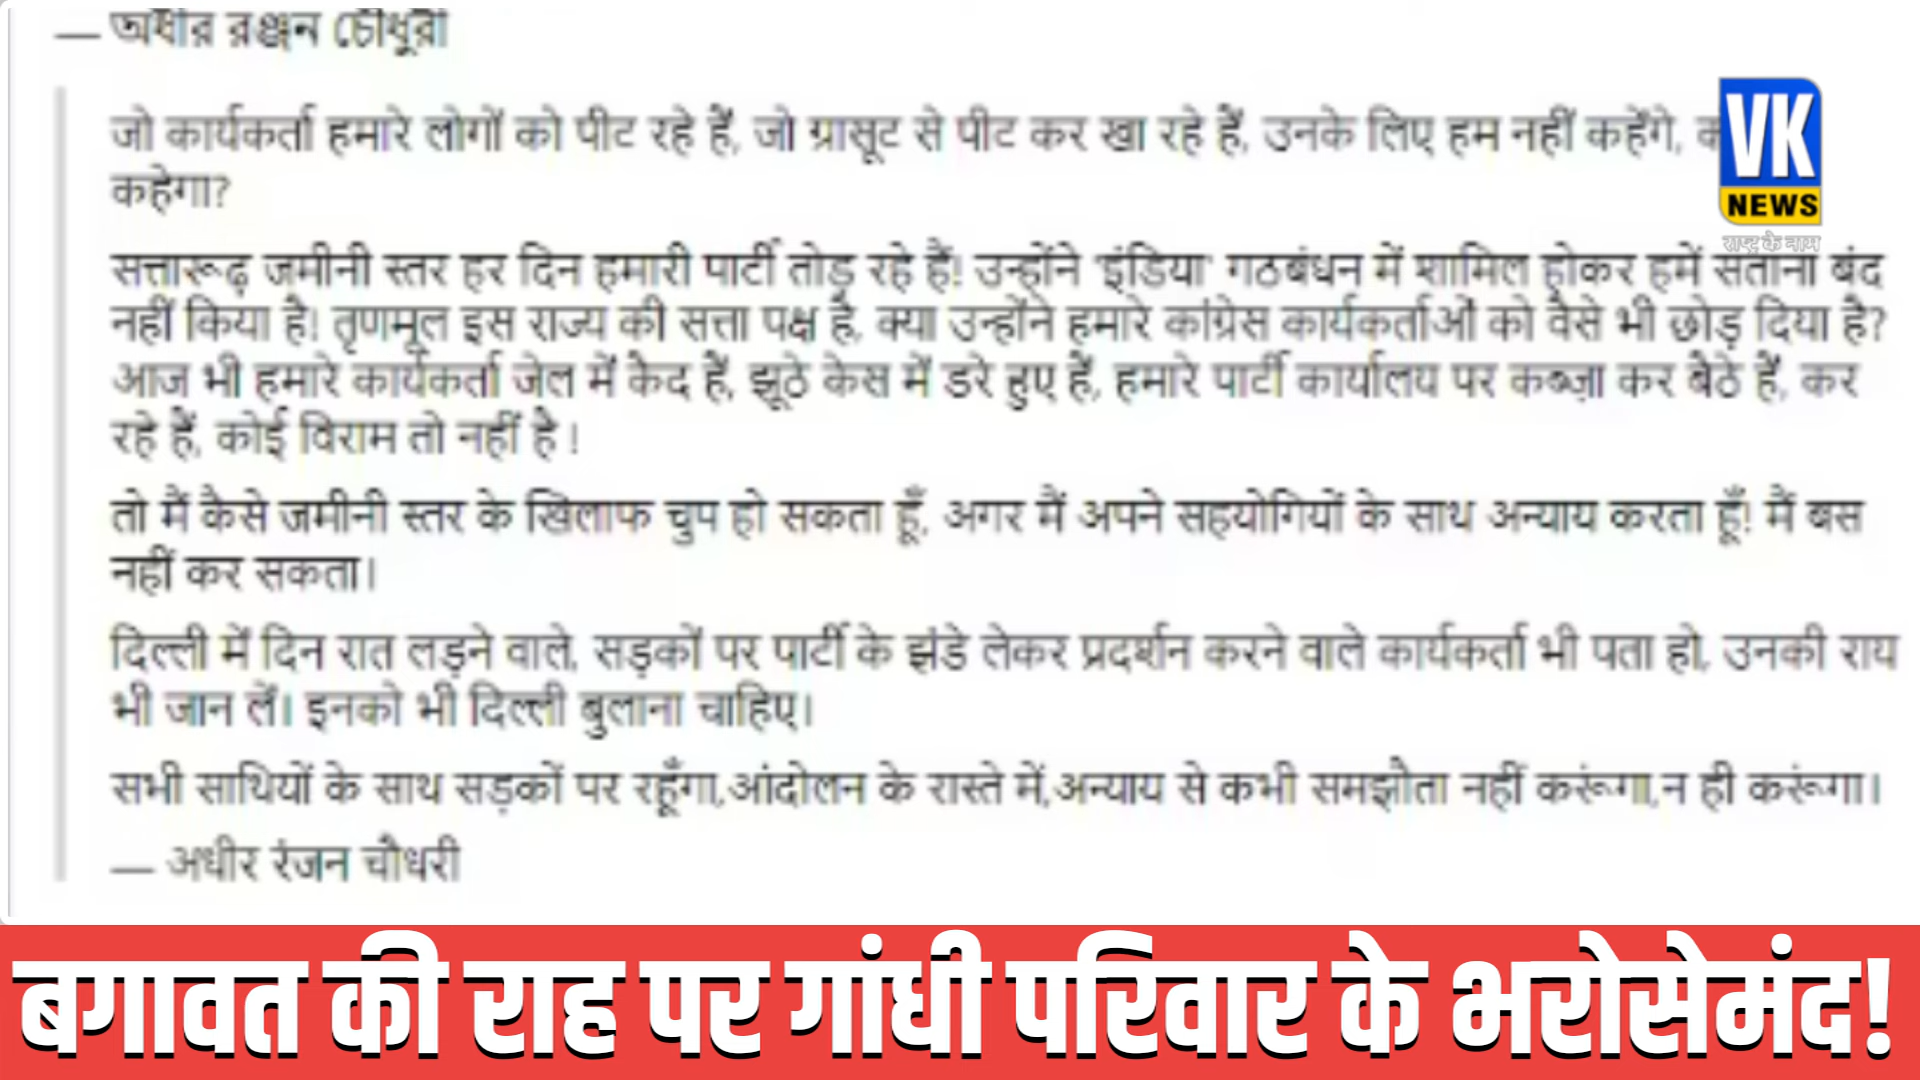 — অধীর রঞ্জন চৌধুরী
जो कार्यकर्ता हमारे लोगों को पीट रहे हैं, जो ग्रासूट से पीट कर खा रहे हैं, उनके लिए हम नहीं कहेंगे,
कहेगा?
VK
NEWS
राष्ट्र के नाम
सत्तारूढ़ जमीनी स्तर हर दिन हमारी पार्टी तोड़ रहे हैं! उन्होंने 'इंडिया' गठबंधन में शामिल होकर हमें सताना बंद
नहीं किया है! तृणमूल इस राज्य की सत्ता पक्ष है, क्या उन्होंने हमारे कांग्रेस कार्यकर्ताओं को वैसे भी छोड़ दिया है?
आज भी हमारे कार्यकर्ता जेल में कैद हैं, झूठे केस में डरे हुए हैं, हमारे पार्टी कार्यालय पर कब्ज़ा कर बैठे हैं, कर
रहे हैं, कोई विराम तो नहीं है !
तो मैं कैसे जमीनी स्तर के खिलाफ चुप हो सकता हूँ, अगर मैं अपने सहयोगियों के साथ अन्याय करता हूँ! मैं बस
नहीं कर सकता।
दिल्ली में दिन रात लड़ने वाले, सड़कों पर पार्टी के झंडे लेकर प्रदर्शन करने वाले कार्यकर्ता भी पता हो, उनकी राय
भी जान लें। इनको भी दिल्ली बुलाना चाहिए।
सभी साथियों के साथ सड़कों पर रहूँगा,आंदोलन के रास्ते में,अन्याय से कभी समझौता नहीं करूंगा,न ही करूंगा।
— अधीर रंजन चौधरी
बगावत की राह पर गांधी परिवार के भरोसेमंद!